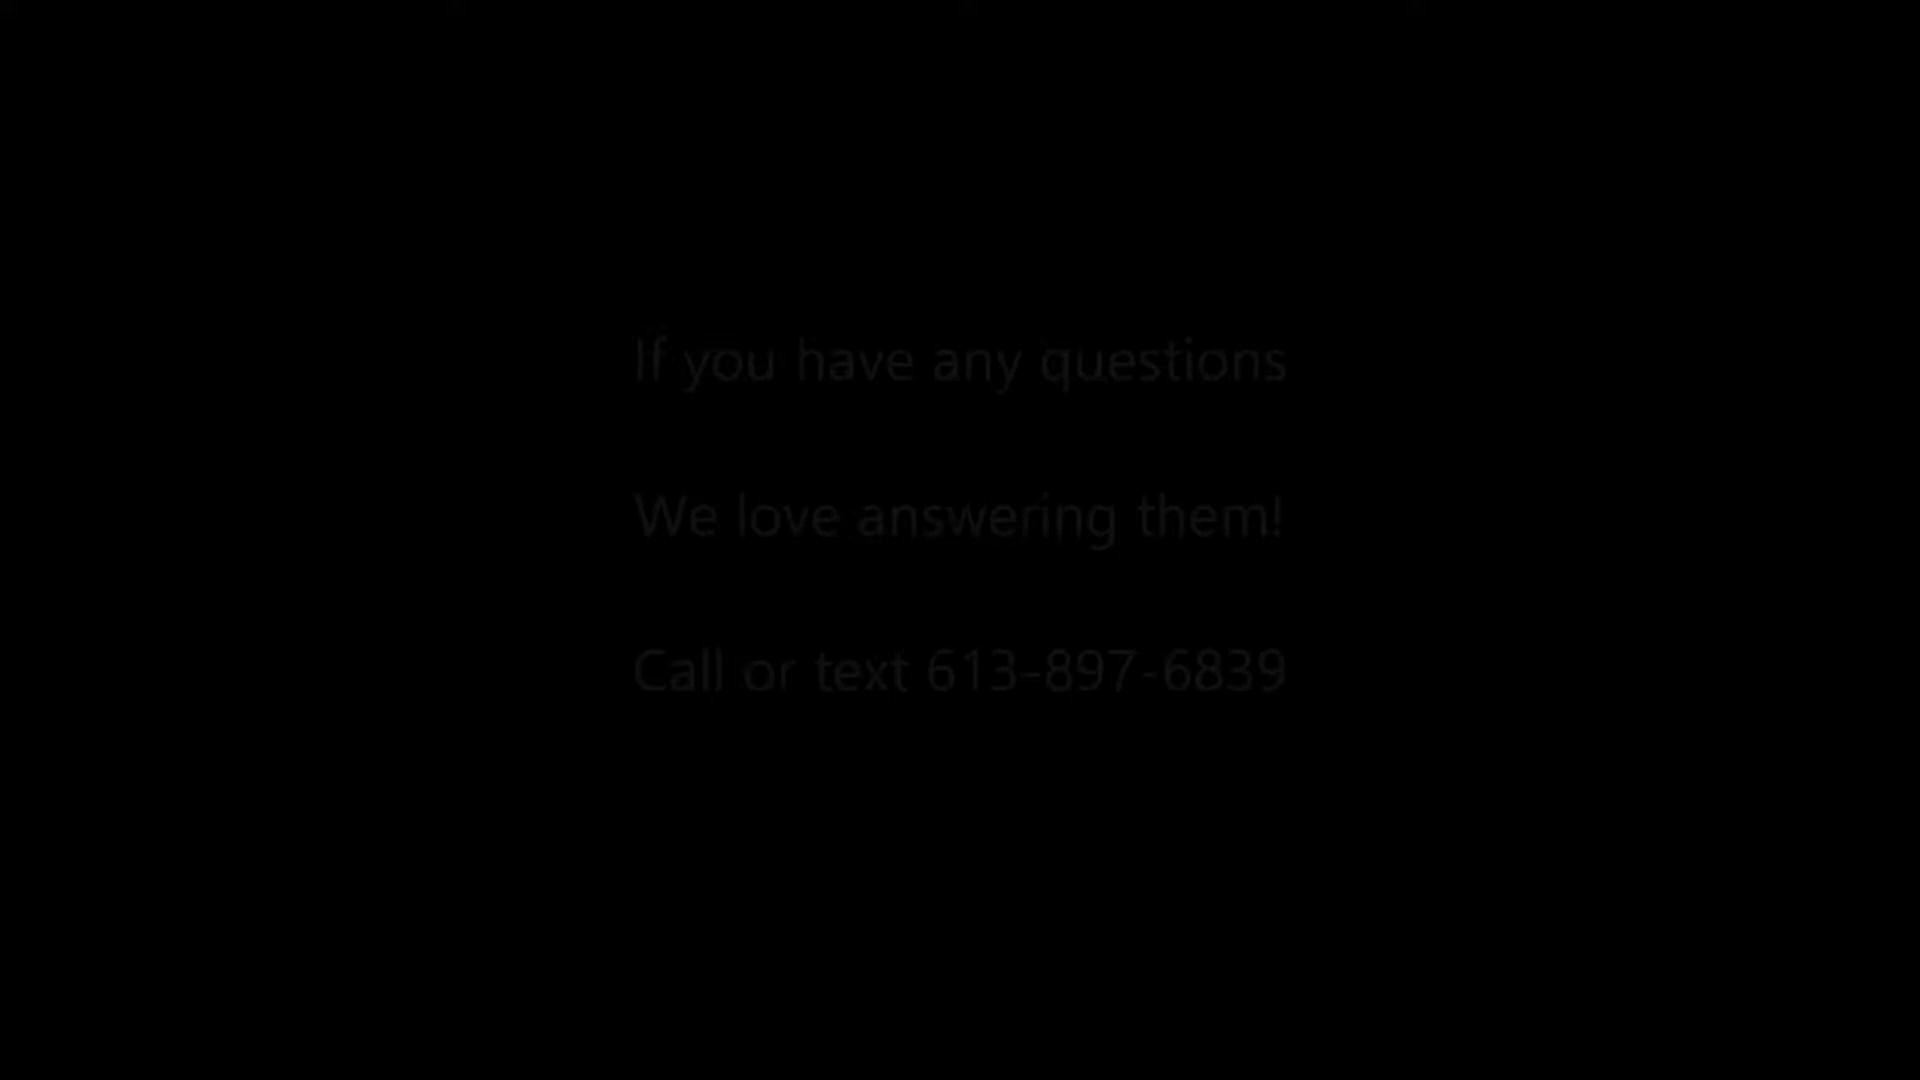 If you have any questions
We love answering them!
Call or text 613-897-6839